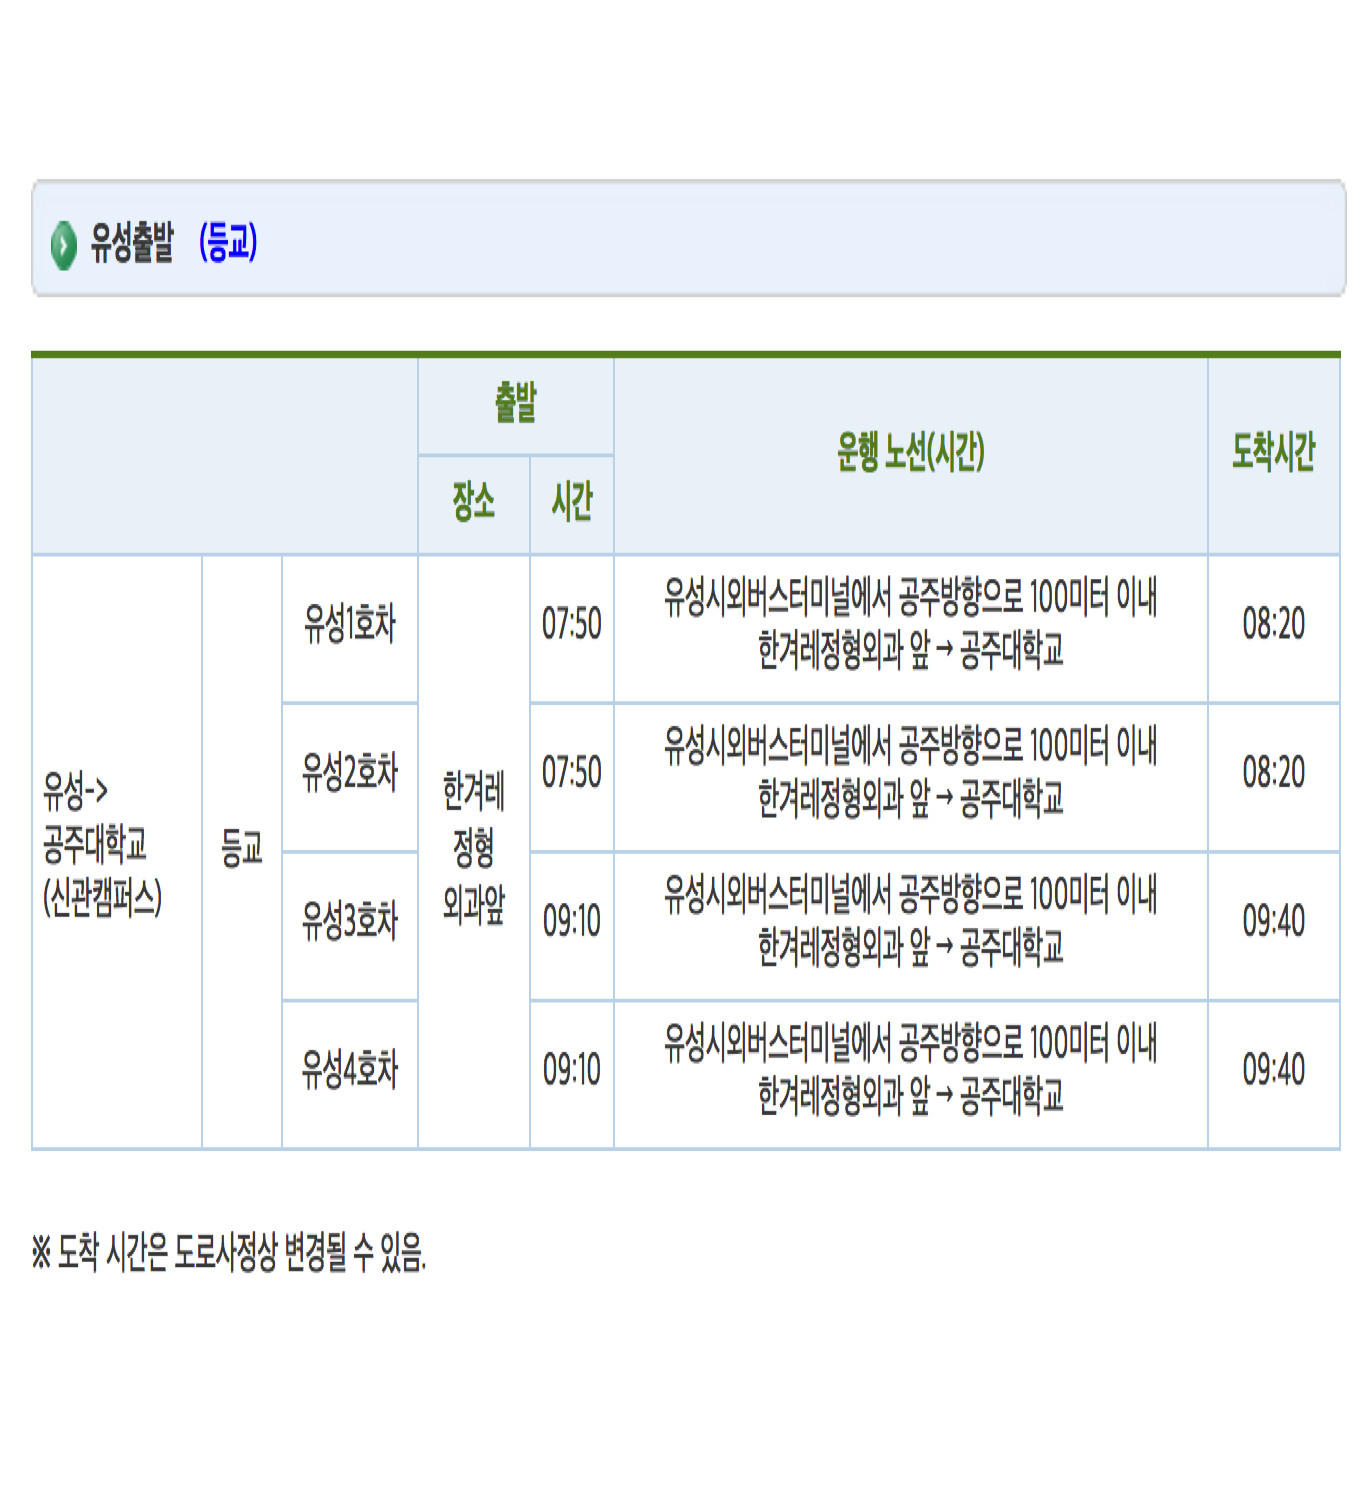 유성출발 (등교)
출발
운행 노선(시간)
도착시간
장소
시간
유성->
공주대학교
(신관캠퍼스)
등교
유성1호차
한겨레
정형
외과앞
07:50
유성시외버스터미널에서 공주방향으로 100미터 이내
한겨레정형외과 앞 → 공주대학교
08:20
유성2호차
07:50
유성시외버스터미널에서 공주방향으로 100미터 이내
한겨레정형외과 앞 → 공주대학교
08:20
유성3호차
09:10
유성시외버스터미널에서 공주방향으로 100미터 이내
한겨레정형외과 앞 → 공주대학교
09:40
유성4호차
09:10
유성시외버스터미널에서 공주방향으로 100미터 이내
한겨레정형외과 앞 → 공주대학교
09:40
※ 도착 시간은 도로사정상 변경될 수 있음.